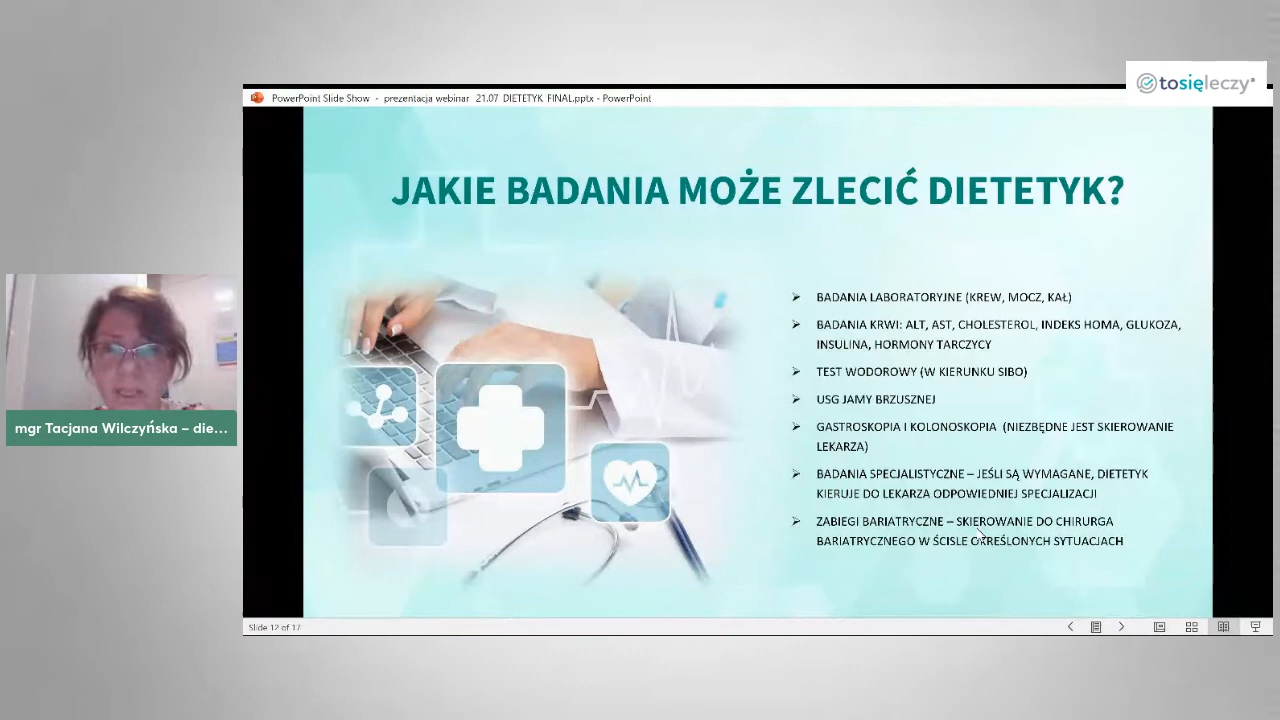 tosięleczy
PowerPoint Slide Show - prezentacja webinar 21.07 DIETETYK FINAL.pptx - PowerPoint
JAKIE BADANIA MOŻE ZLECIĆ DIETETYK?
BADANIA LABORATORYJNE (KREW, MOCZ, KAŁ)
BADANIA KRWI: ALT, AST, CHOLESTEROL, INDEKS HOMA, GLUKOZA,
INSULINA, HORMONY TARCZYCY
TEST WODOROWY (W KIERUNKU SIBO)
USG JAMY BRZUSZNEJ
GASTROSKOPIA I KOLONOSKOPIA (NIEZBĘDNE JEST SKIEROWANIE
LEKARZA)
BADANIA SPECJALISTYCZNE – JEŚLI SĄ WYMAGANE, DIETETYK
KIERUJE DO LEKARZA ODPOWIEDNIEJ SPECJALIZACJI
ZABIEGI BARIATRYCZNE – SKIEROWANIE DO CHIRURGA
BARIATRYCZNEGO W ŚCISLE OKREŚLONYCH SYTUACJACH
mgr Tacjana Wilczyńska – die...
Slide 12 of 17